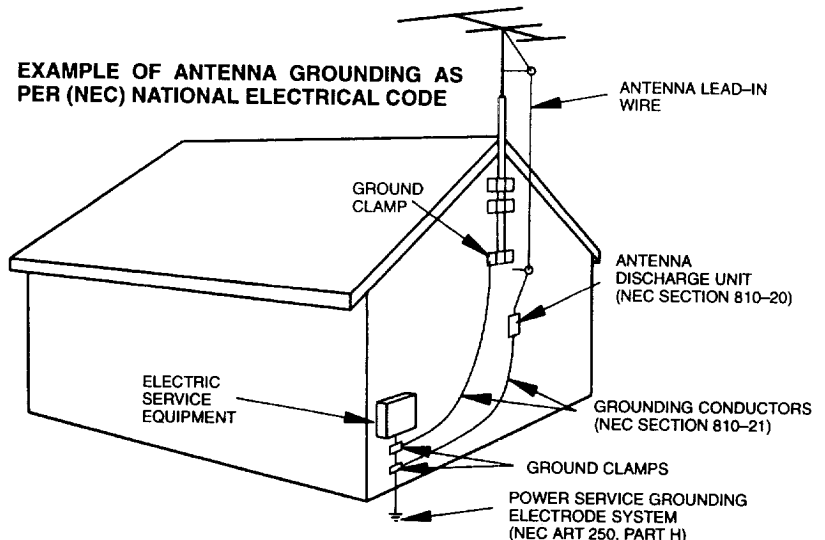 EXAMPLE OF ANTENNA GROUNDING AS
PER (NEC) NATIONAL ELECTRICAL CODE
ANTENNA LEAD–IN
WIRE
GROUND
CLAMP
ANTENNA
DISCHARGE UNIT
(NEC SECTION 810–20)
ELECTRIC
SERVICE
EQUIPMENT
GROUNDING CONDUCTORS
(NEC SECTION 810–21)
GROUND CLAMPS
POWER SERVICE GROUNDING
ELECTRODE SYSTEM
(NEC ART 250, PART H)